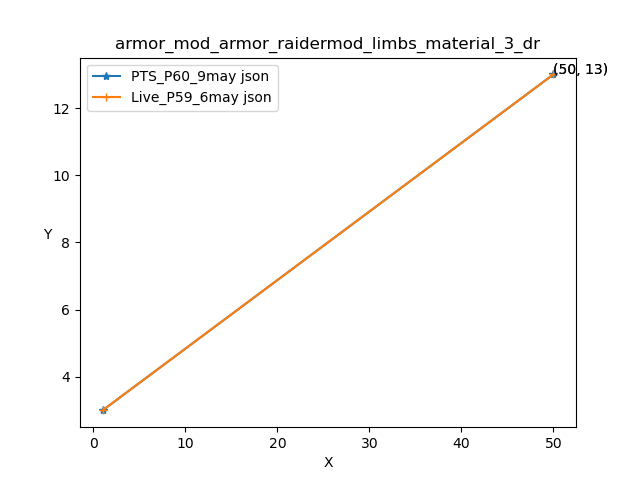 armor_mod_armor_raidermod_limbs_material_3_dr
PTS_P60_9may json
Live_P59_6may json
(50, 13)
12
10
8
6
4
Y
0
10
20
30
40
50
X